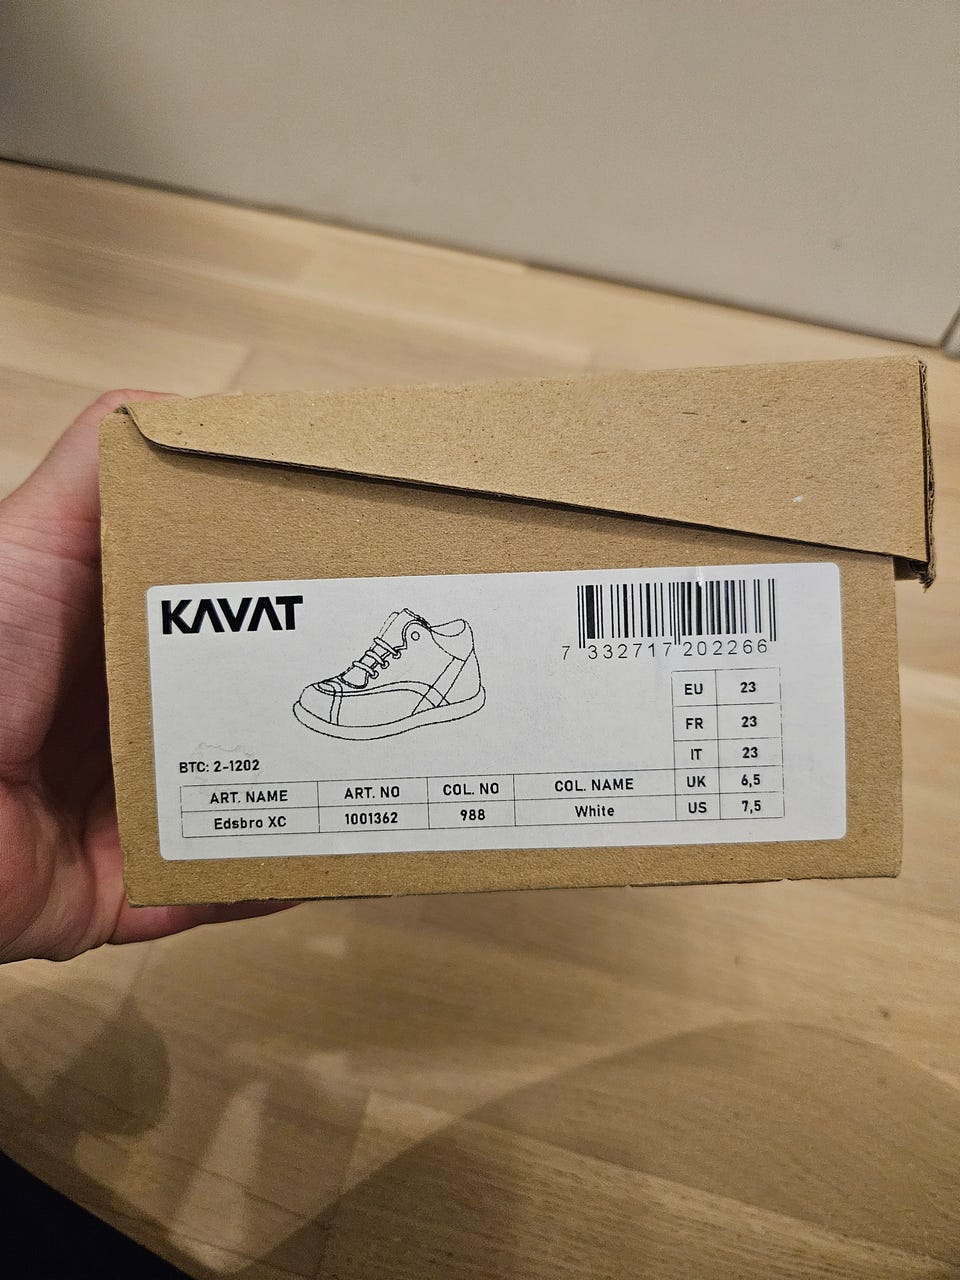 KAVAT
7 332717 202266
EU 23
FR 23
IT 23
UK 6,5
US 7,5
BTC: 2-1202
ART. NAME ART. NO COL. NO COL. NAME
Edsbro XC 1001362 988 White